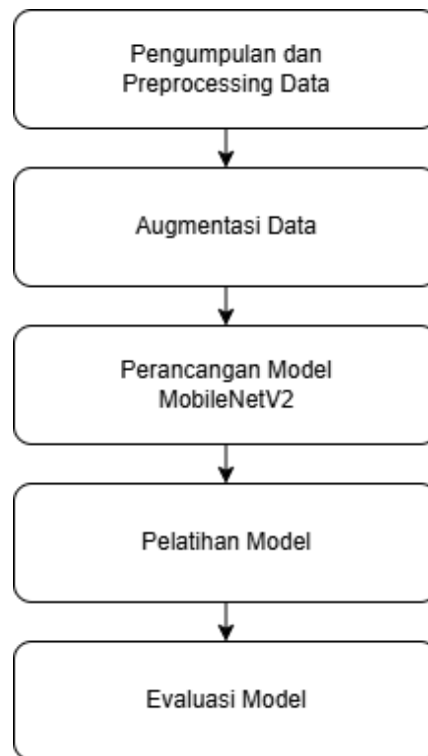 Pengumpulan dan
Preprocessing Data
Augmentasi Data
Perancangan Model
MobileNetV2
Pelatihan Model
Evaluasi Model